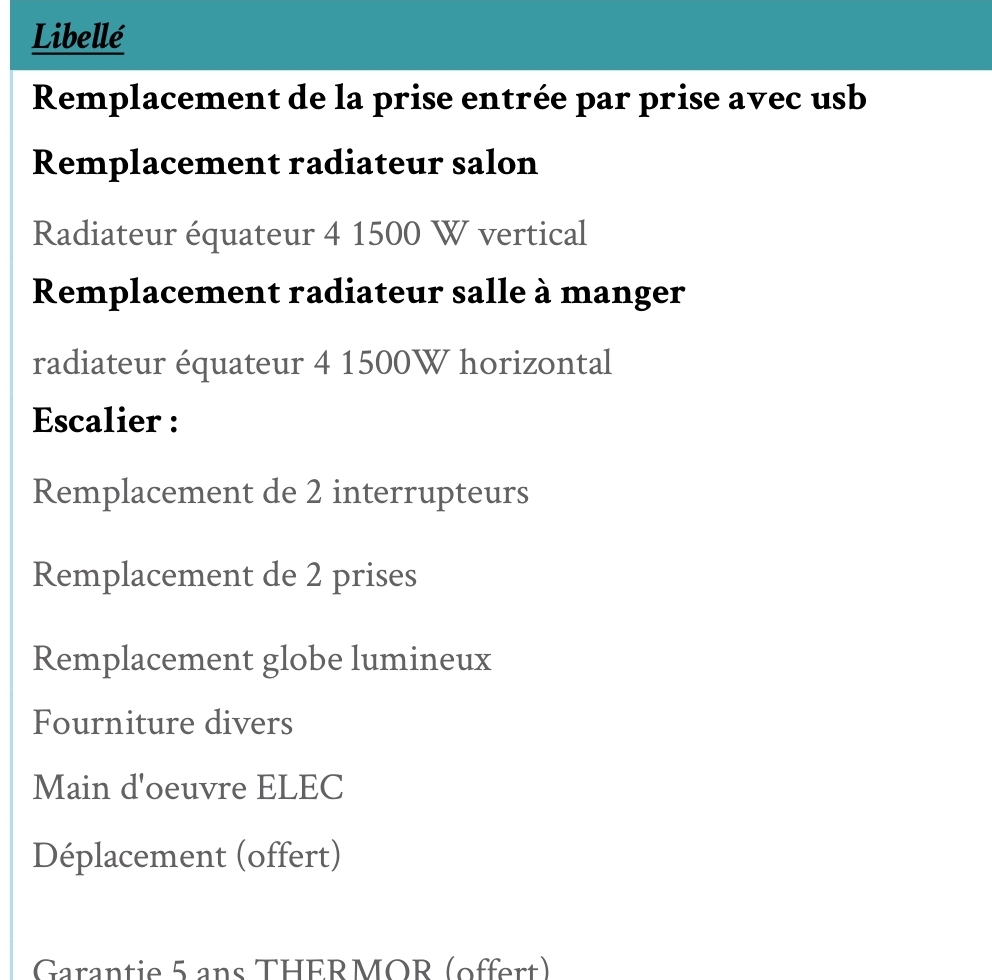 Libellé
Remplacement de la prise entrée par prise avec usb
Remplacement radiateur salon
Radiateur équateur 4 1500 W vertical
Remplacement radiateur salle à manger
radiateur équateur 4 1500W horizontal
Escalier :
Remplacement de 2 interrupteurs
Remplacement de 2 prises
Remplacement globe lumineux
Fourniture divers
Main d'oeuvre ELEC
Déplacement (offert)
Garantie 5 ans THERMOR (offert)